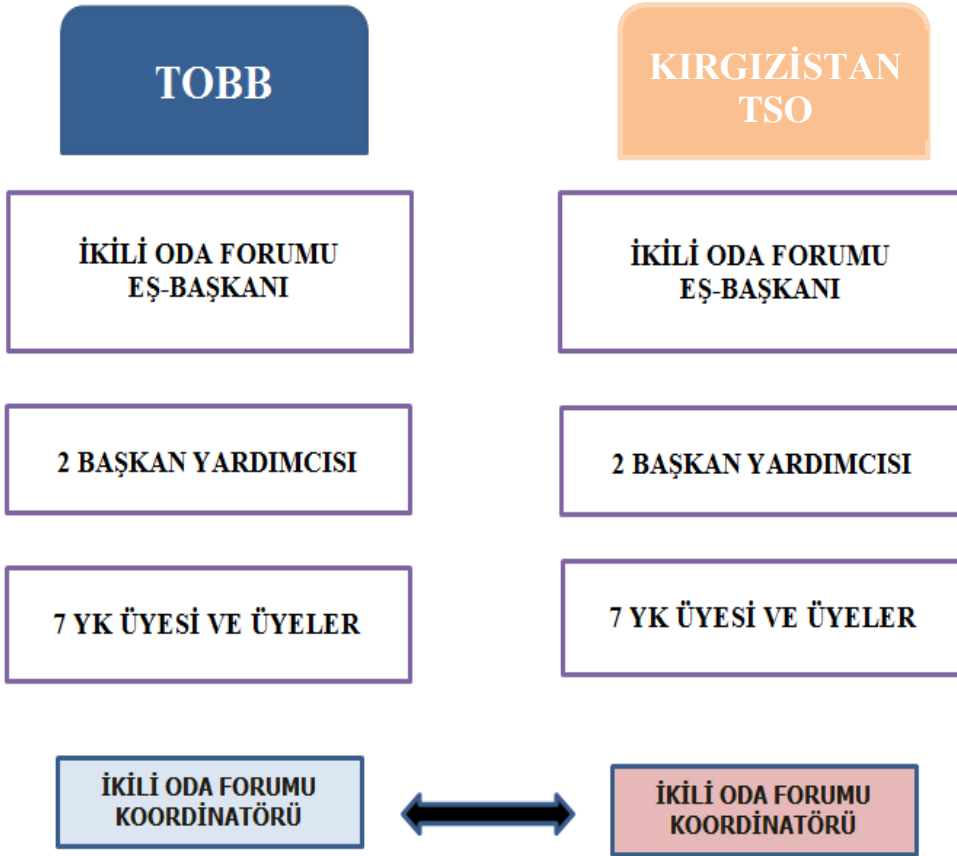 TOBB
KIRGIZİSTAN
TSO
İKİLİ ODA FORUMU
EŞ-BAŞKANI
İKİLİ ODA FORUMU
EŞ-BAŞKANI
2 BAŞKAN YARDIMCISI
2 BAŞKAN YARDIMCISI
7 YK ÜYESİ VE ÜYELER
7 YK ÜYESİ VE ÜYELER
İKİLİ ODA FORUMU
KOORDİNATÖRÜ
İKİLİ ODA FORUMU
KOORDİNATÖRÜ